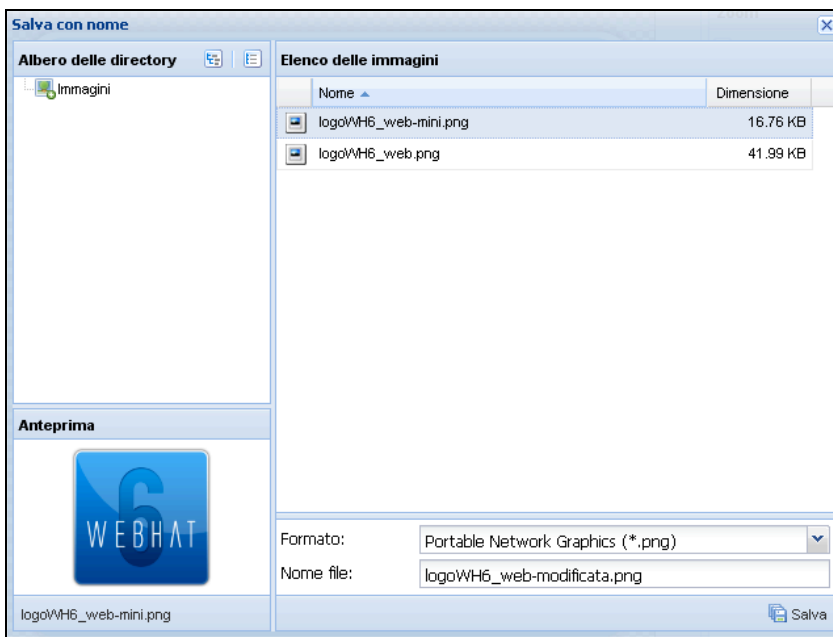 Salva con nome
Albero delle directory
Immagini
Elenco delle immagini
Nome Dimensione
logoWH6_web-mini.png 16.76 KB
logoWH6_web.png 41.99 KB
Anteprima
6
WEBHAT
logoWH6_web-mini.png
Formato: Portable Network Graphics (*.png)
Nome file: logoWH6_web-modificata.png
Salva